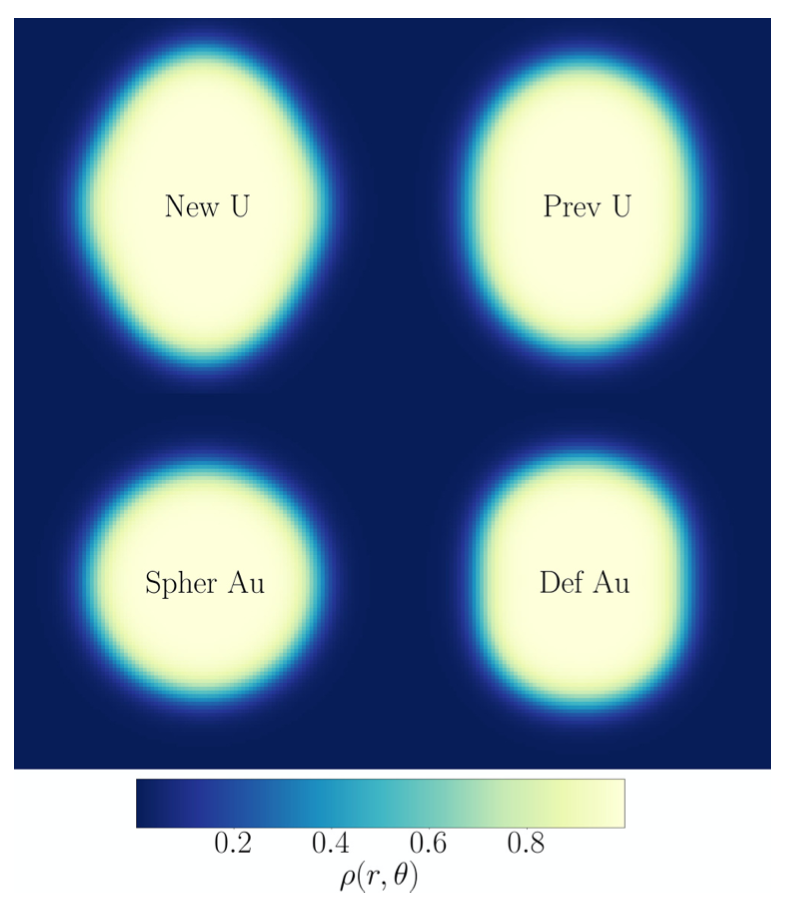 New U
Prev U
Spher Au
Def Au
0.2 0.4 0.6 0.8
ρ(r, θ)